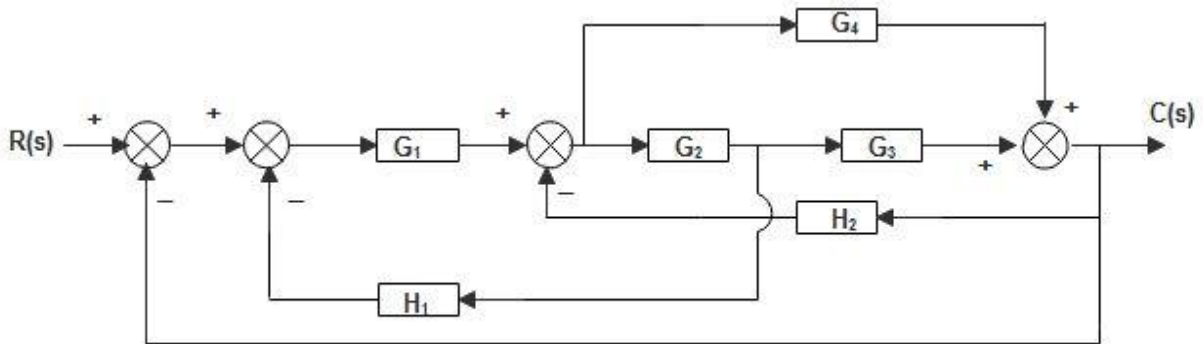 G₄
+ + + + C(s)
R(s) G₁ G₂ G₃ +
− − −
H₂
H₁